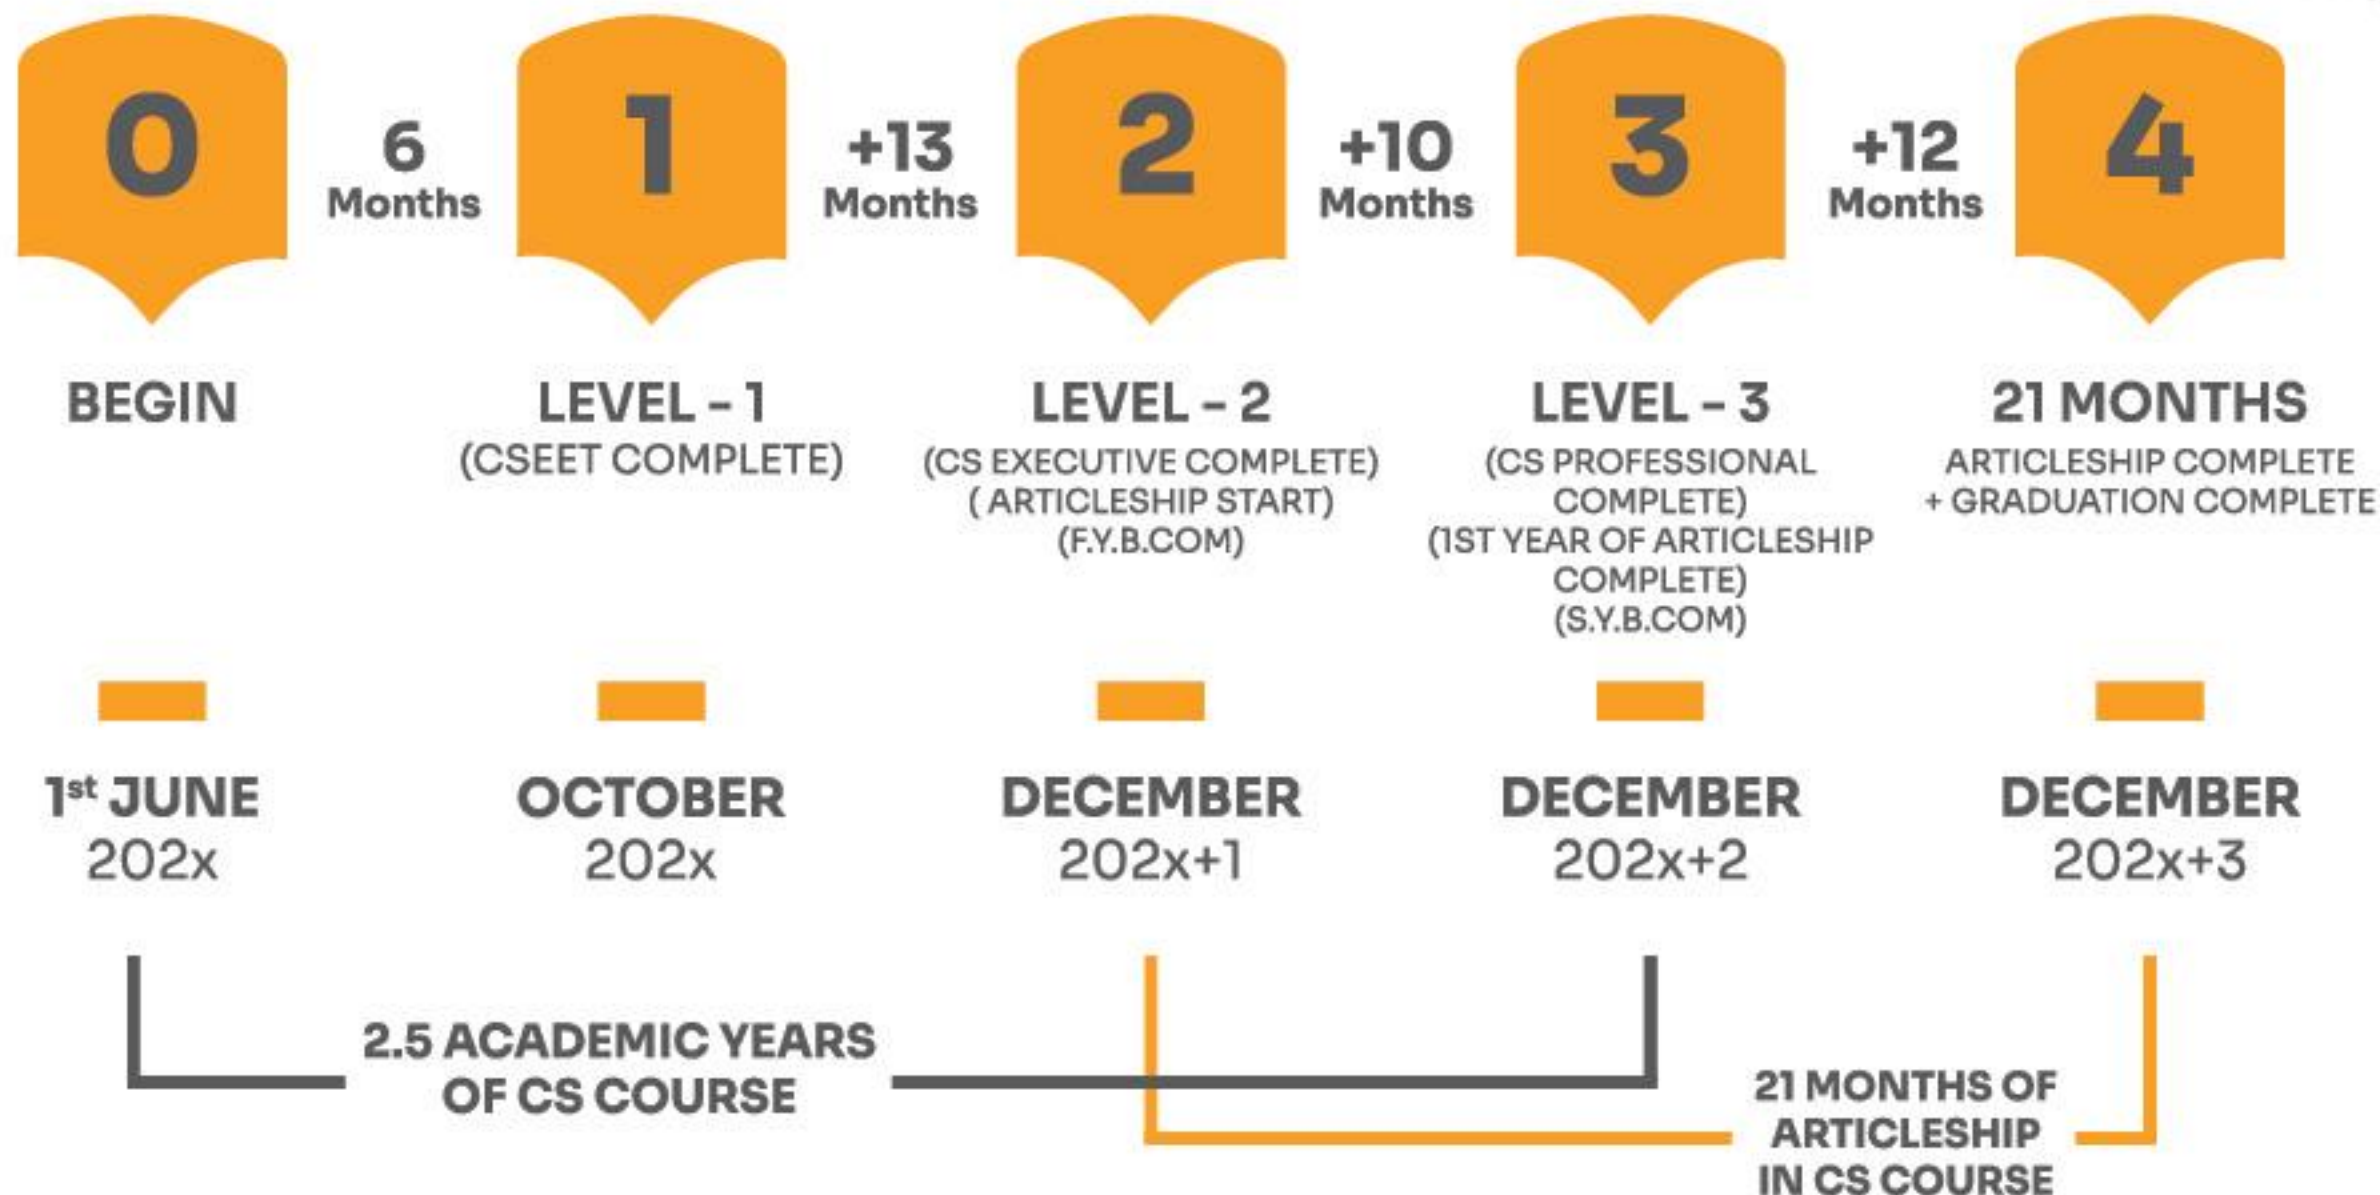 0
6
Months
1
+13
Months
2
+10
Months
3
+12
Months
4
BEGIN
LEVEL - 1
(CSEET COMPLETE)
LEVEL - 2
(CS EXECUTIVE COMPLETE)
( ARTICLESHIP START)
(F.Y.B.COM)
LEVEL - 3
(CS PROFESSIONAL
COMPLETE)
(1ST YEAR OF ARTICLESHIP
COMPLETE)
(S.Y.B.COM)
21 MONTHS
ARTICLESHIP COMPLETE
+ GRADUATION COMPLETE
1st JUNE
202x
OCTOBER
202x
DECEMBER
202x+1
DECEMBER
202x+2
DECEMBER
202x+3
2.5 ACADEMIC YEARS
OF CS COURSE
21 MONTHS OF
ARTICLESHIP
IN CS COURSE